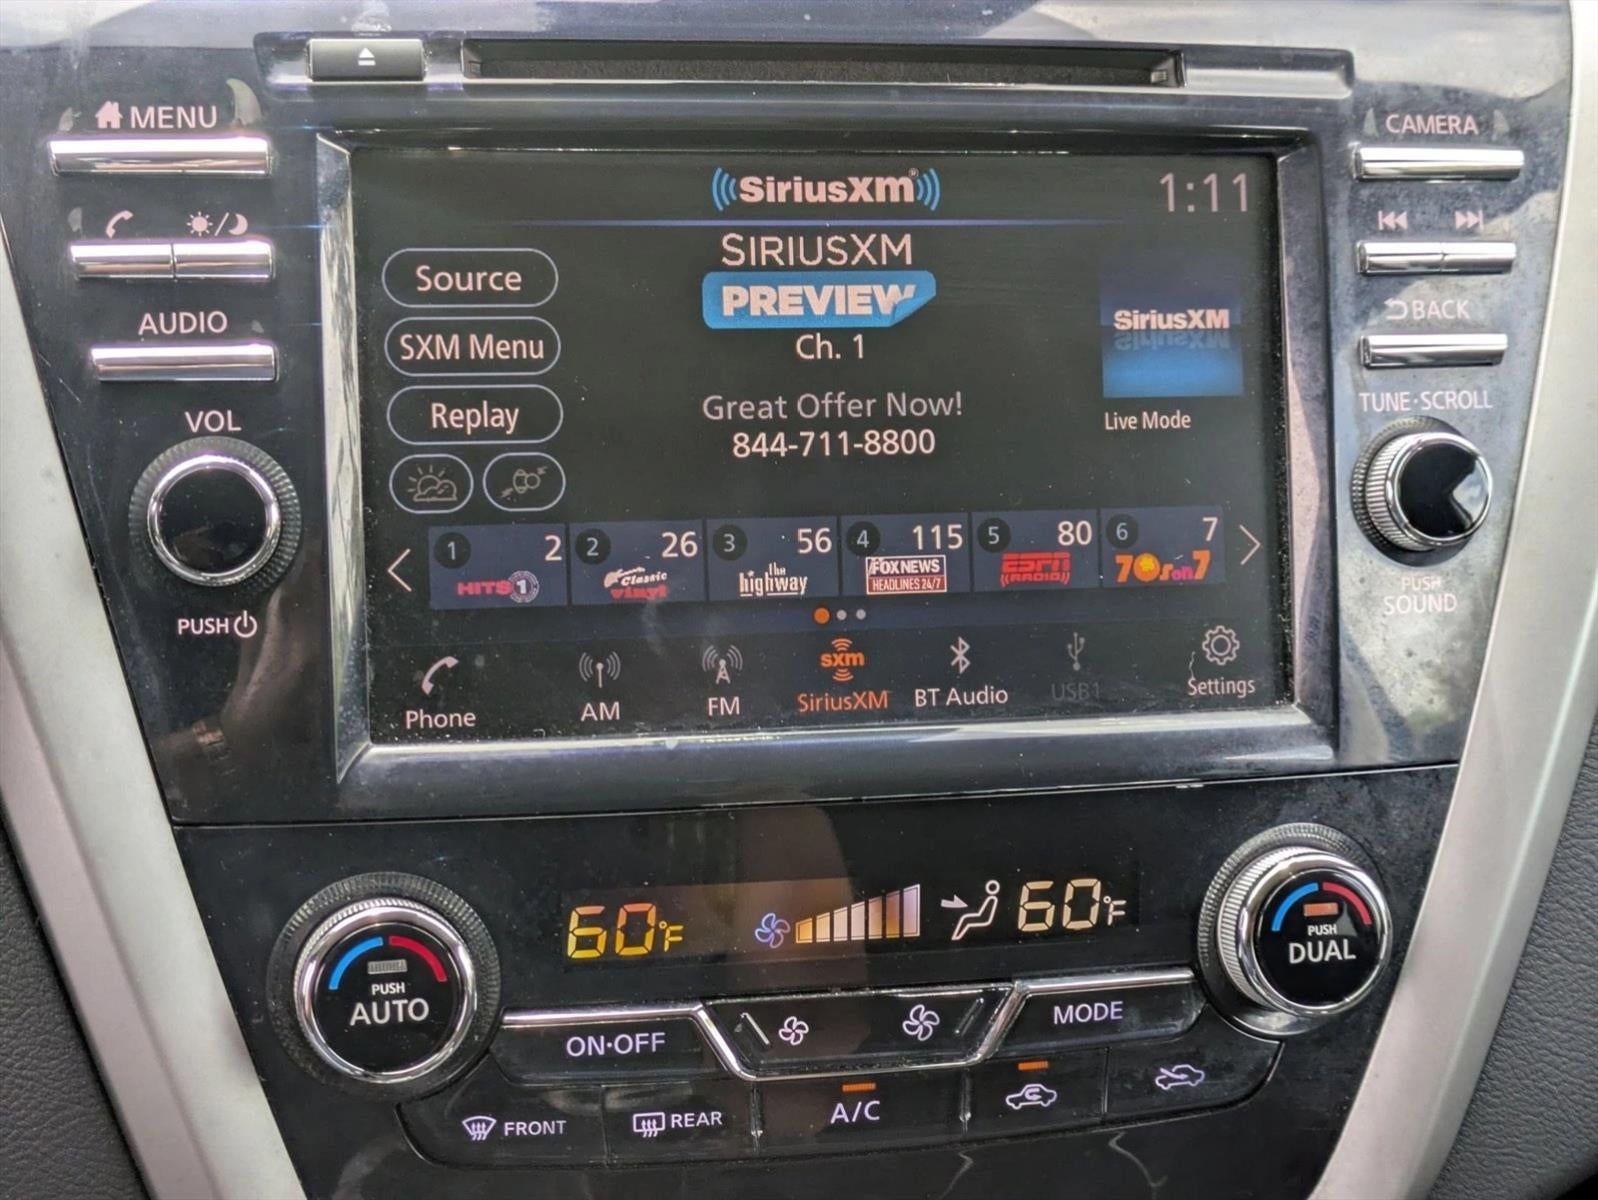 MENU
CAMERA
SiriusXM
1:11
SIRIUSXM
PREVIEW
Ch. 1
Source
SXM Menu
Replay
AUDIO
VOL
PUSH
Great Offer Now!
844-711-8800
SiriusXM
Live Mode
BACK
TUNE·SCROLL
PUSH
SOUND
1 2 2 26 3 56 4 115 5 80 6 7
HITS 1
Classic
vinyl
the
highway
FOX NEWS
HEADLINES 24/7
ESPN
RADIO
70s on 7
Phone
AM
FM
sxm
SiriusXM
BT Audio
USB1
Settings
60°F
60°F
PUSH
AUTO
PUSH
DUAL
ON·OFF
MODE
FRONT
REAR
A/C